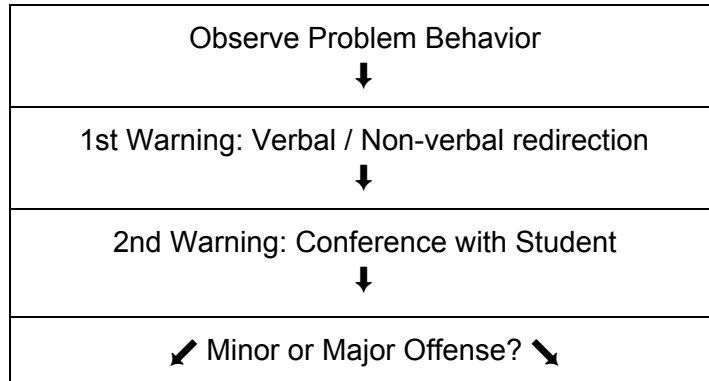 Observe Problem Behavior
⬇
1st Warning: Verbal / Non-verbal redirection
⬇
2nd Warning: Conference with Student
⬇
↙ Minor or Major Offense? ↘